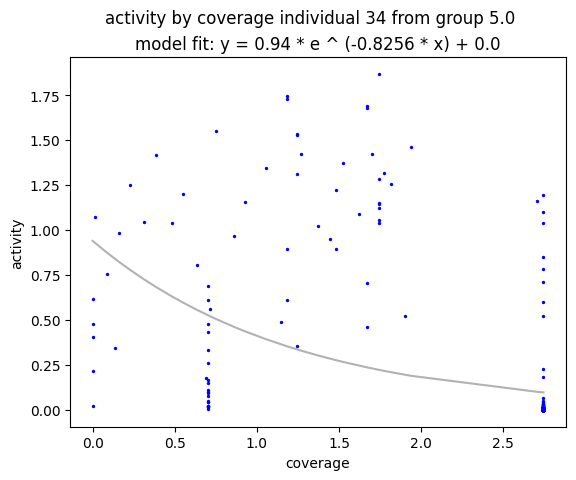 activity by coverage individual 34 from group 5.0
model fit: y = 0.94 * e ^ (-0.8256 * x) + 0.0
1.75
1.50
1.25
1.00
0.75
0.50
0.25
0.00
activity
0.0 0.5 1.0 1.5 2.0 2.5
coverage